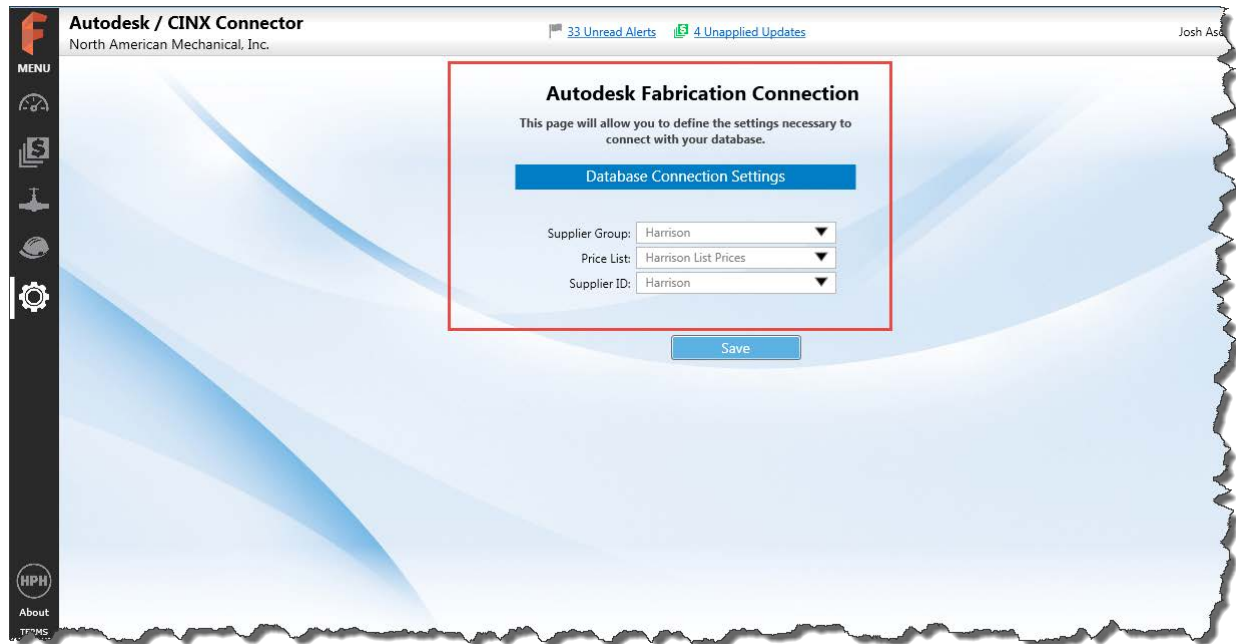 Autodesk / CINX Connector
North American Mechanical, Inc.
33 Unread Alerts
4 Unapplied Updates
Josh
MENU
Autodesk Fabrication Connection
This page will allow you to define the settings necessary to
connect with your database.
Database Connection Settings
Supplier Group: Harrison
Price List: Harrison List Prices
Supplier ID: Harrison
Save
HPH
About
TERMS